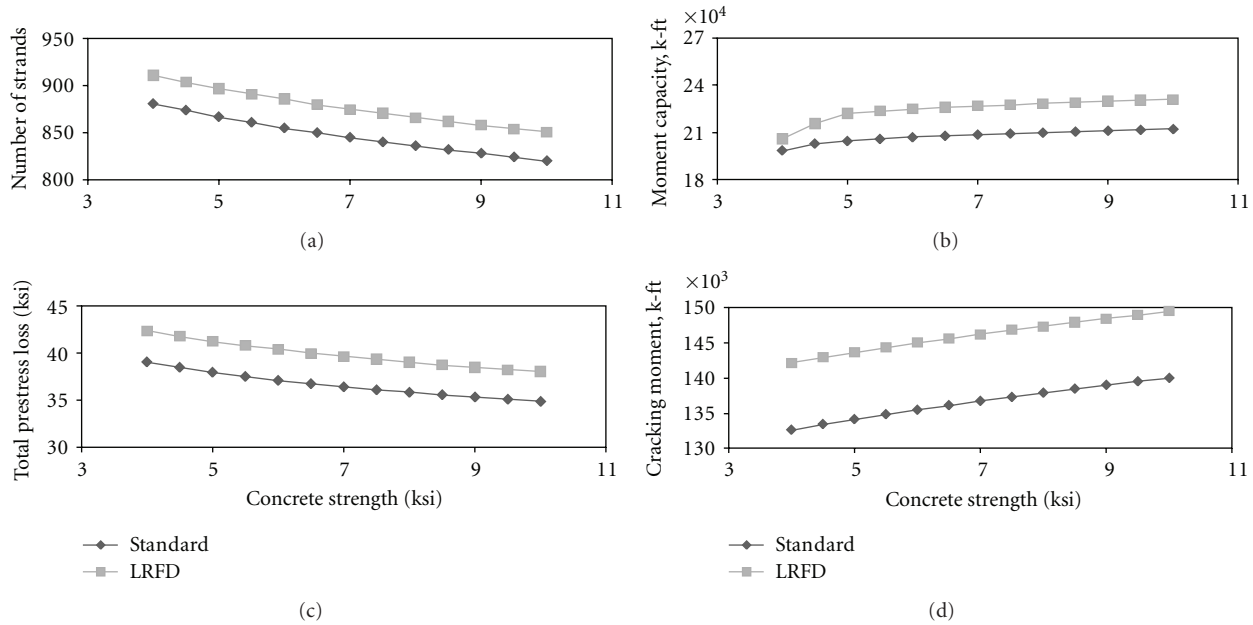 Number of strands
950
900
850
800
3 5 7 9 11
(a)
×10⁴
Moment capacity, k-ft
27
24
21
18
3 5 7 9 11
(b)
Total prestress loss (ksi)
45
40
35
30
3 5 7 9 11
Concrete strength (ksi)
Standard
LRFD
(c)
×10³
Cracking moment, k-ft
150
145
140
135
130
3 5 7 9 11
Concrete strength (ksi)
Standard
LRFD
(d)